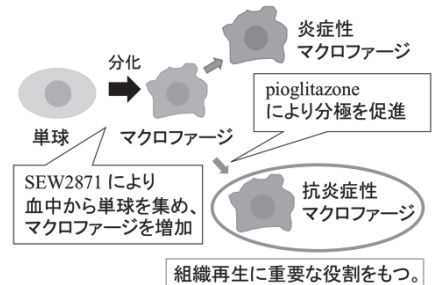 炎症性
マクロファージ
分化
単球
マクロファージ
pioglitazone
により分極を促進
SEW2871 により
血中から単球を集め、
マクロファージを増加
抗炎症性
マクロファージ
組織再生に重要な役割をもつ。